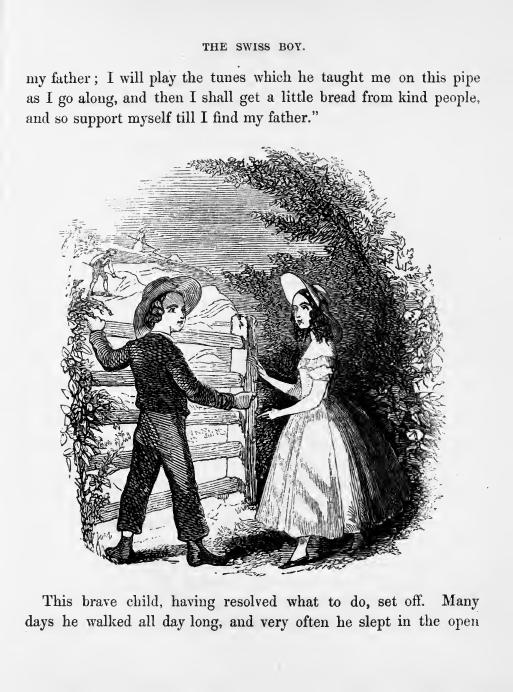 THE SWISS BOY.
my father; I will play the tunes which he taught me on this pipe
as I go along, and then I shall get a little bread from kind people,
and so support myself till I find my father."
This brave child, having resolved what to do, set off. Many
days he walked all day long, and very often he slept in the open